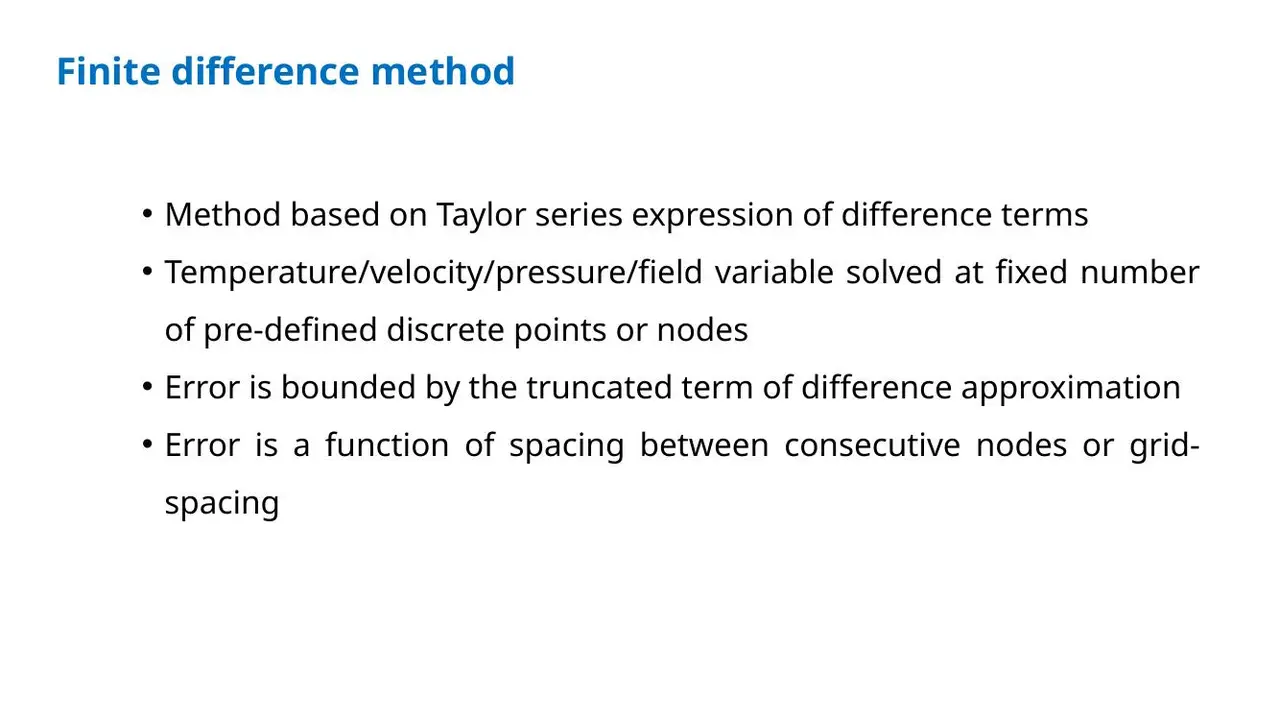 Finite difference method
• Method based on Taylor series expression of difference terms
• Temperature/velocity/pressure/field variable solved at fixed number
of pre-defined discrete points or nodes
• Error is bounded by the truncated term of difference approximation
• Error is a function of spacing between consecutive nodes or grid-
spacing